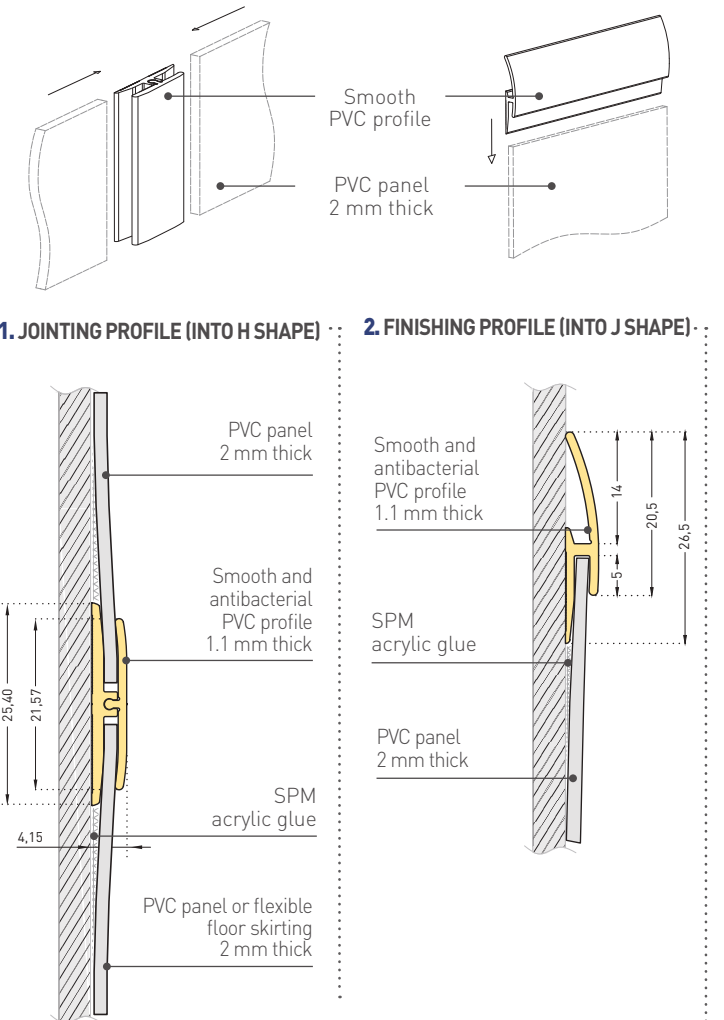 Smooth
PVC profile
PVC panel
2 mm thick
1. JOINTING PROFILE (INTO H SHAPE)
PVC panel
2 mm thick
Smooth and
antibacterial
PVC profile
1.1 mm thick
25,40
21,57
SPM
acrylic glue
4,15
PVC panel or flexible
floor skirting
2 mm thick
2. FINISHING PROFILE (INTO J SHAPE)
Smooth and
antibacterial
PVC profile
1.1 mm thick
14
20,5
26,5
5
SPM
acrylic glue
PVC panel
2 mm thick